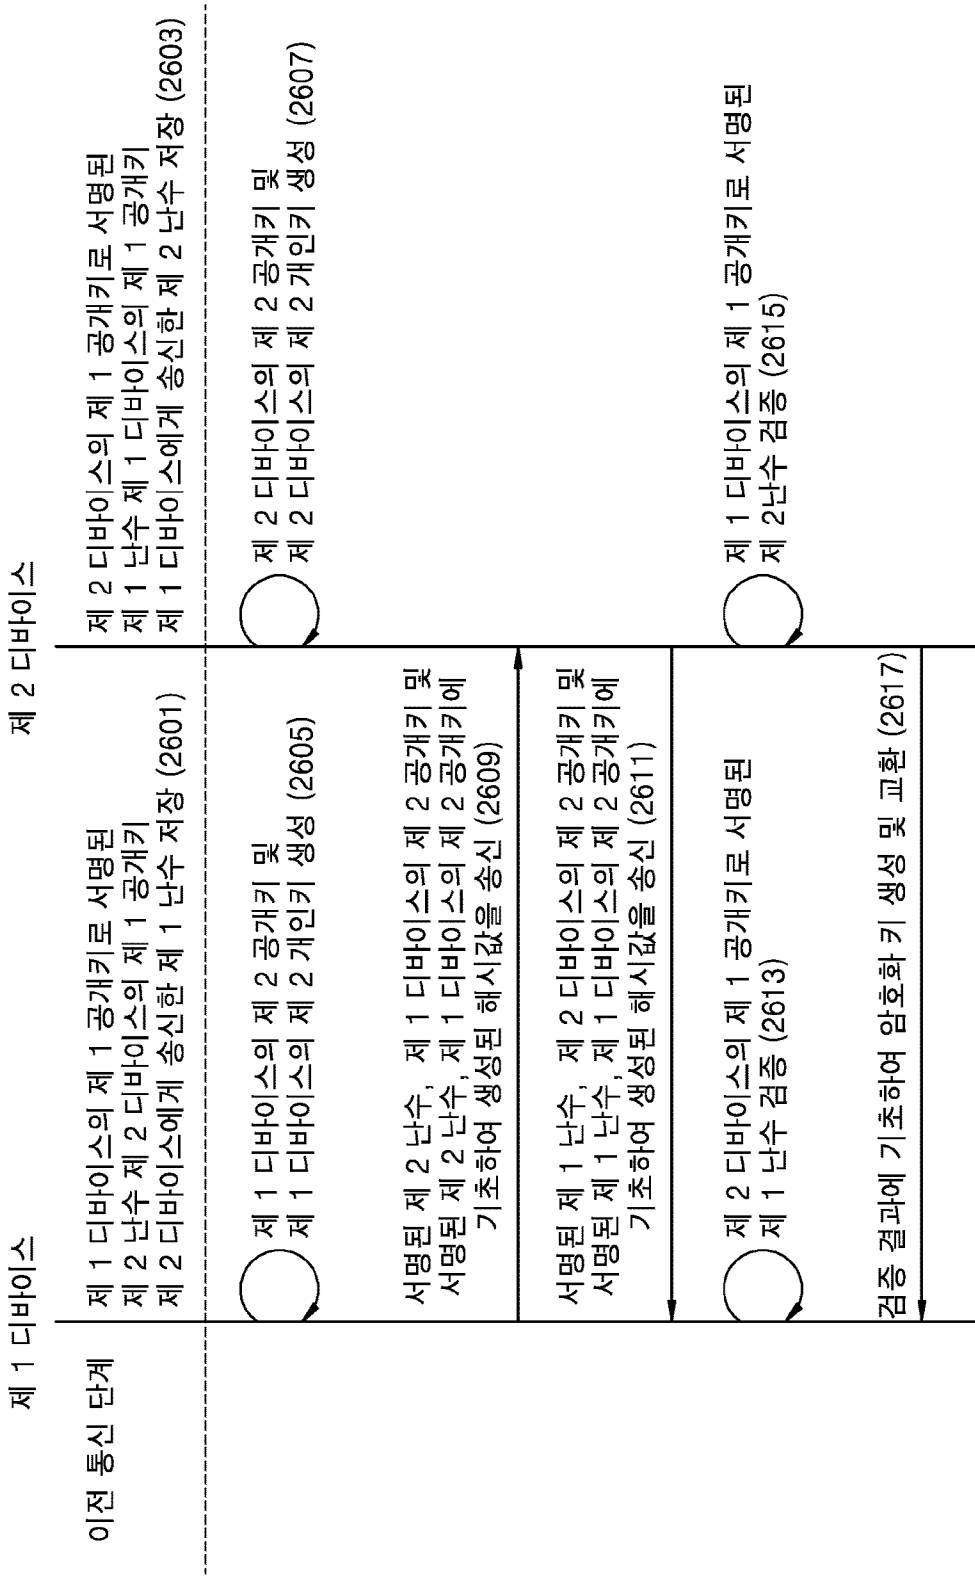 제 1 디바이스
제 2 디바이스
이전 통신 단계
제 1 디바이스의 제 1 공개키로 서명된
제 2 난수 제 2 디바이스의 제 1 공개키
제 2 디바이스에게 송신한 제 1 난수 저장 (2601)
제 2 디바이스의 제 1 공개키로 서명된
제 1 난수 제 1 디바이스의 제 1 공개키
제 1 디바이스에게 송신한 제 2 난수 저장 (2603)
제 1 디바이스의 제 2 공개키 및
제 1 디바이스의 제 2 개인키 생성 (2605)
제 2 디바이스의 제 2 공개키 및
제 2 디바이스의 제 2 개인키 생성 (2607)
서명된 제 2 난수, 제 1 디바이스의 제 2 공개키 및
서명된 제 2 난수, 제 1 디바이스의 제 2 공개키에
기초하여 생성된 해시값을 송신 (2609)
서명된 제 1 난수, 제 2 디바이스의 제 2 공개키 및
서명된 제 1 난수, 제 1 디바이스의 제 2 공개키에
기초하여 생성된 해시값을 송신 (2611)
제 2 디바이스의 제 1 공개키로 서명된
제 1 난수 검증 (2613)
제 1 디바이스의 제 1 공개키로 서명된
제 2난수 검증 (2615)
검증 결과에 기초하여 암호화 키 생성 및 교환 (2617)